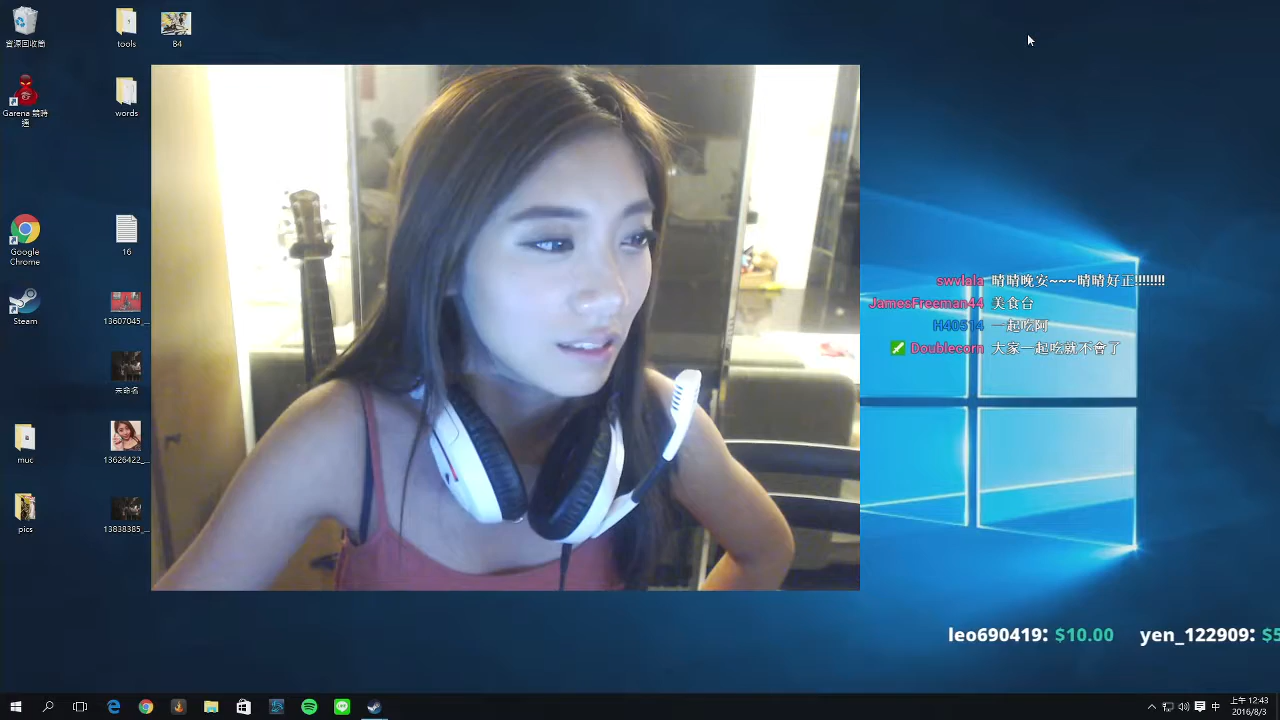 資源回收筒
tools
84
Garena 競時通
words
Google Chrome
16
Steam
13607045_...
未命名
muc
13626422_...
pics
13838385_...
swvlala 晴晴晚安~~~晴晴好正!!!!!!!!
JamesFreeman44 美食台
H40514 一起吃阿
Doublecorn 大家一起吃就不會了
leo690419: $10.00 yen_122909: $5
中
上午 12:43
2016/8/3